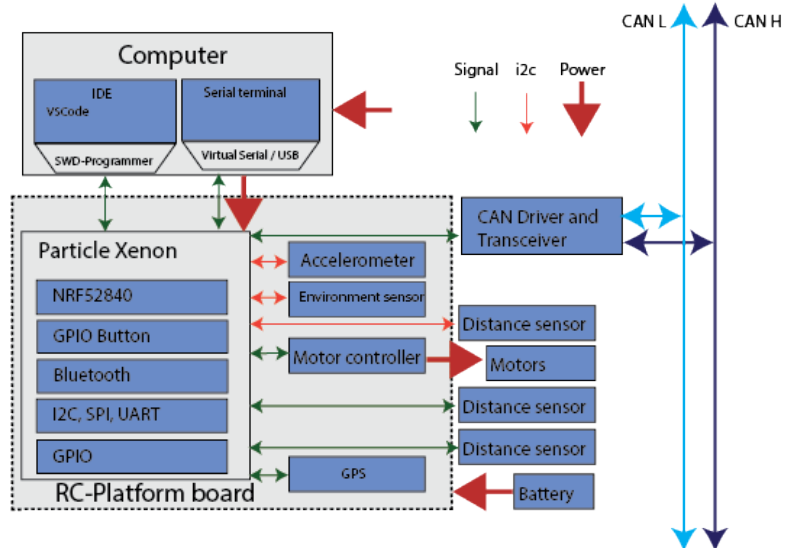 CAN L
CAN H
Computer
IDE
VSCode
Serial terminal
SWD-Programmer
Virtual Serial / USB
Signal
i2c
Power
Particle Xenon
NRF52840
GPIO Button
Bluetooth
I2C, SPI, UART
GPIO
Accelerometer
Environment sensor
Motor controller
GPS
RC-Platform board
CAN Driver and
Transceiver
Distance sensor
Motors
Distance sensor
Distance sensor
Battery